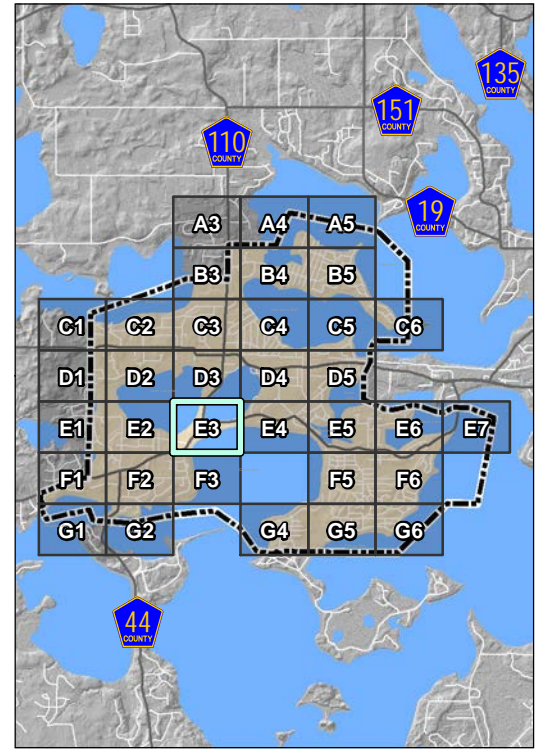 135
COUNTY
151
COUNTY
110
COUNTY
19
COUNTY
A3 A4 A5
B3 B4 B5
C1 C2 C3 C4 C5 C6
D1 D2 D3 D4 D5
E1 E2 E3 E4 E5 E6 E7
F1 F2 F3 F5 F6
G1 G2 G4 G5 G6
44
COUNTY